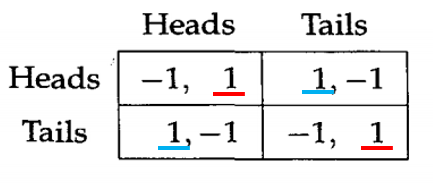 Heads Tails
Heads −1, 1 1, −1
Tails 1, −1 −1, 1